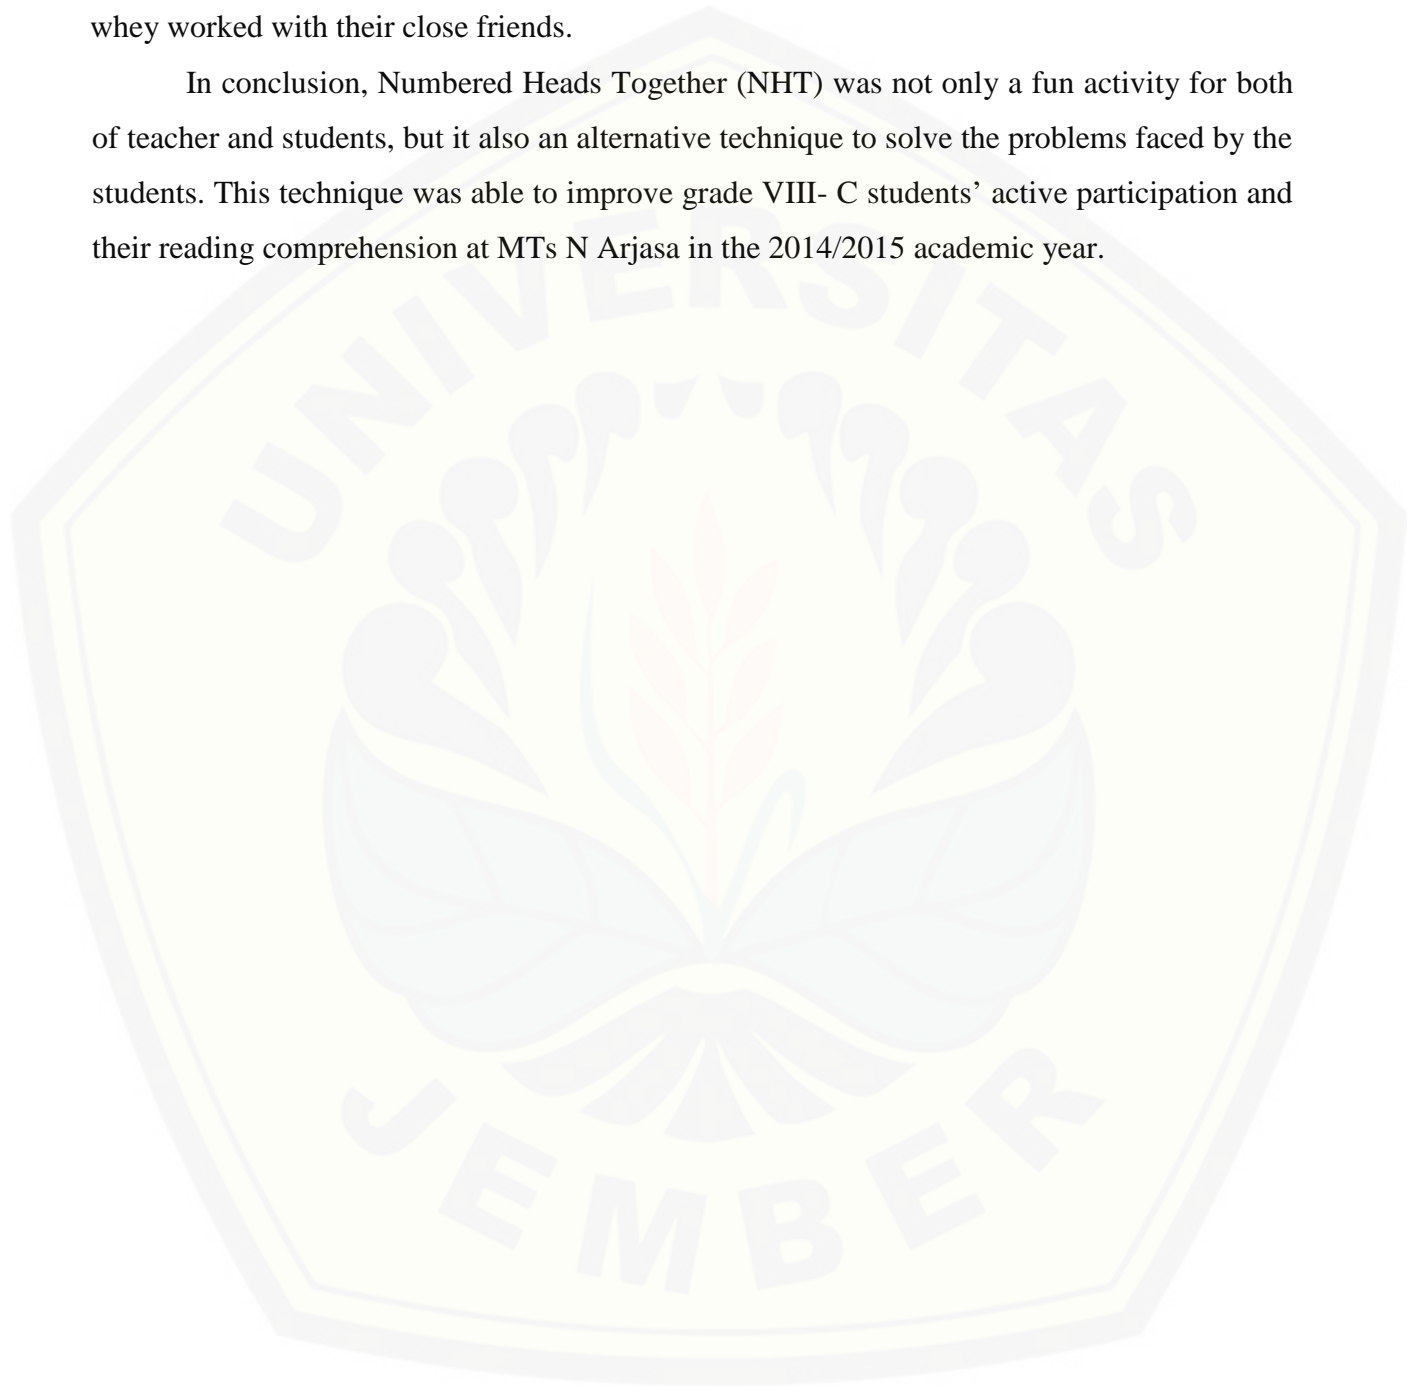 whey worked with their close friends.
In conclusion, Numbered Heads Together (NHT) was not only a fun activity for both
of teacher and students, but it also an alternative technique to solve the problems faced by the
students. This technique was able to improve grade VIII- C students’ active participation and
their reading comprehension at MTs N Arjasa in the 2014/2015 academic year.
UNIVERSITAS
JEMBER